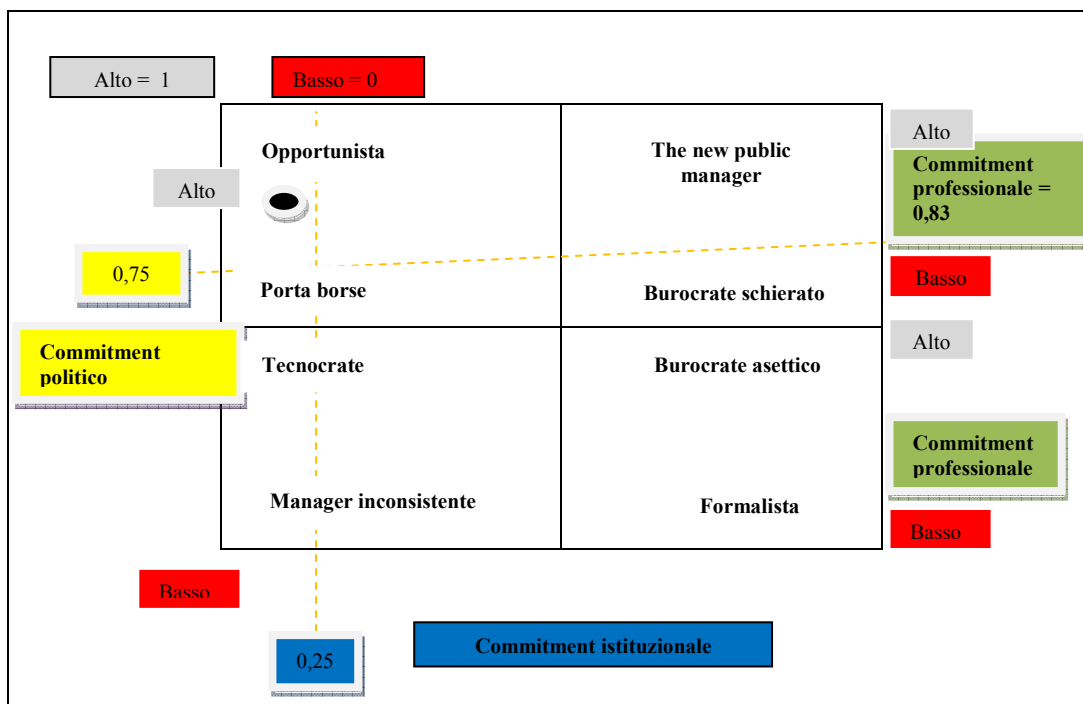 Alto =  1
Basso = 0
Opportunista
The new public
manager
Alto
Commitment
professionale =
0,83
Alto
0,75
Porta borse
Burocrate schierato
Basso
Commitment
politico
Tecnocrate
Burocrate asettico
Alto
Commitment
professionale
Manager inconsistente
Formalista
Basso
Basso
0,25
Commitment istituzionale